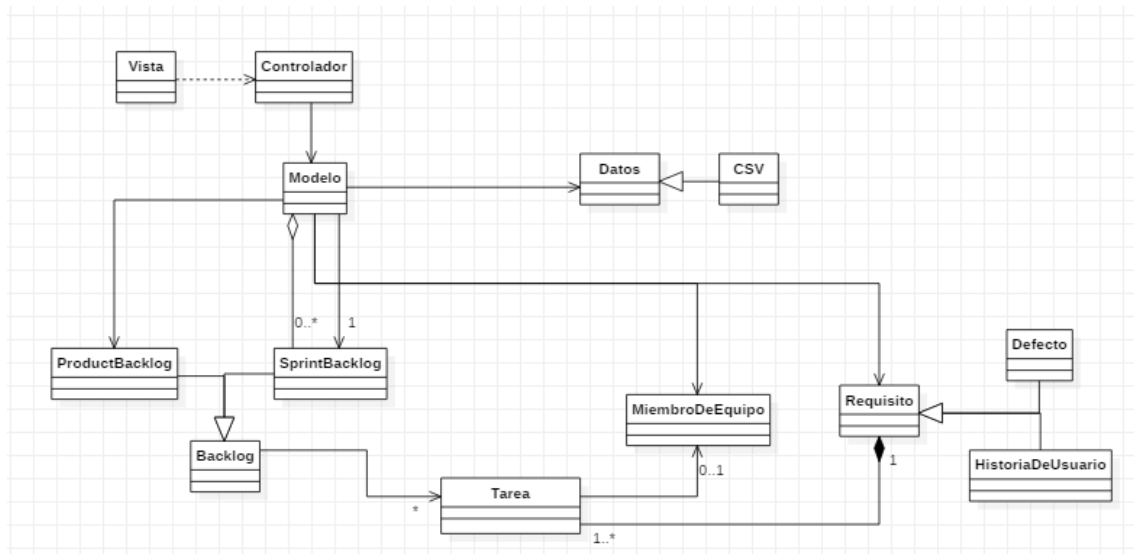 Vista
Controlador
Modelo
Datos
CSV
0..*
1
ProductBacklog
SprintBacklog
Defecto
MiembroDeEquipo
Requisito
Backlog
0..1
1
HistoriaDeUsuario
Tarea
*
1..*